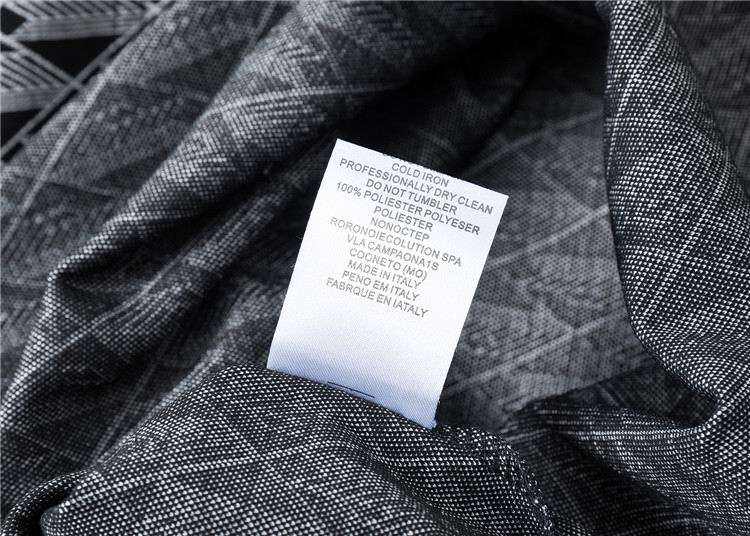 COLD IRON
PROFESSIONALLY DRY CLEAN
DO NOT TUMBLER
100% POLIESTER POLYESER
POLIESTER
NONOCTEP
RORONOIECOLUTION SPA
VLA CAMPAONA1S
COONETO (MO)
MADE IN ITALY
PENO EM ITALY
FABRQUE EN IATALY